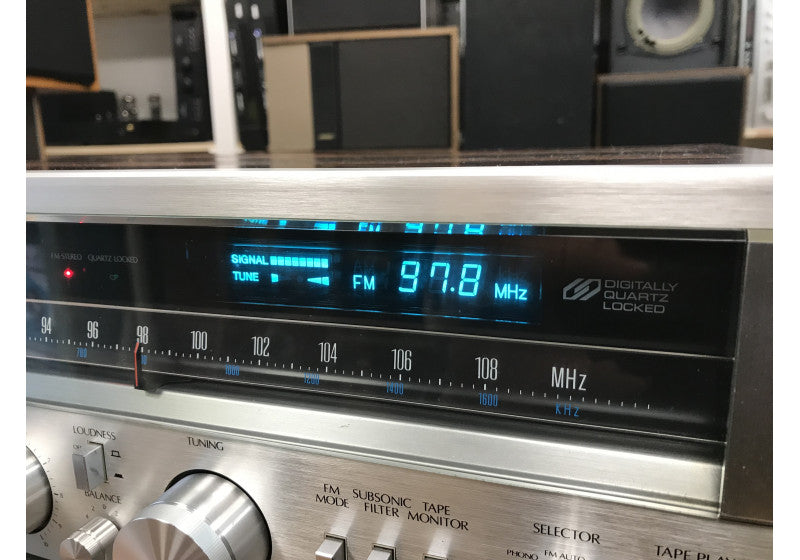 FM-STEREO QUARTZ LOCKED
SIGNAL
TUNE
FM 97.8 MHz
DIGITALLY
QUARTZ
LOCKED
94 96 98 100 102 104 106 108 MHz
700 1000 1200 1400 1600 KHz
LOUDNESS
BALANCE
TUNING
FM
MODE
SUBSONIC
FILTER
TAPE
MONITOR
SELECTOR
PHONO FM AUTO
TAPE PLAY